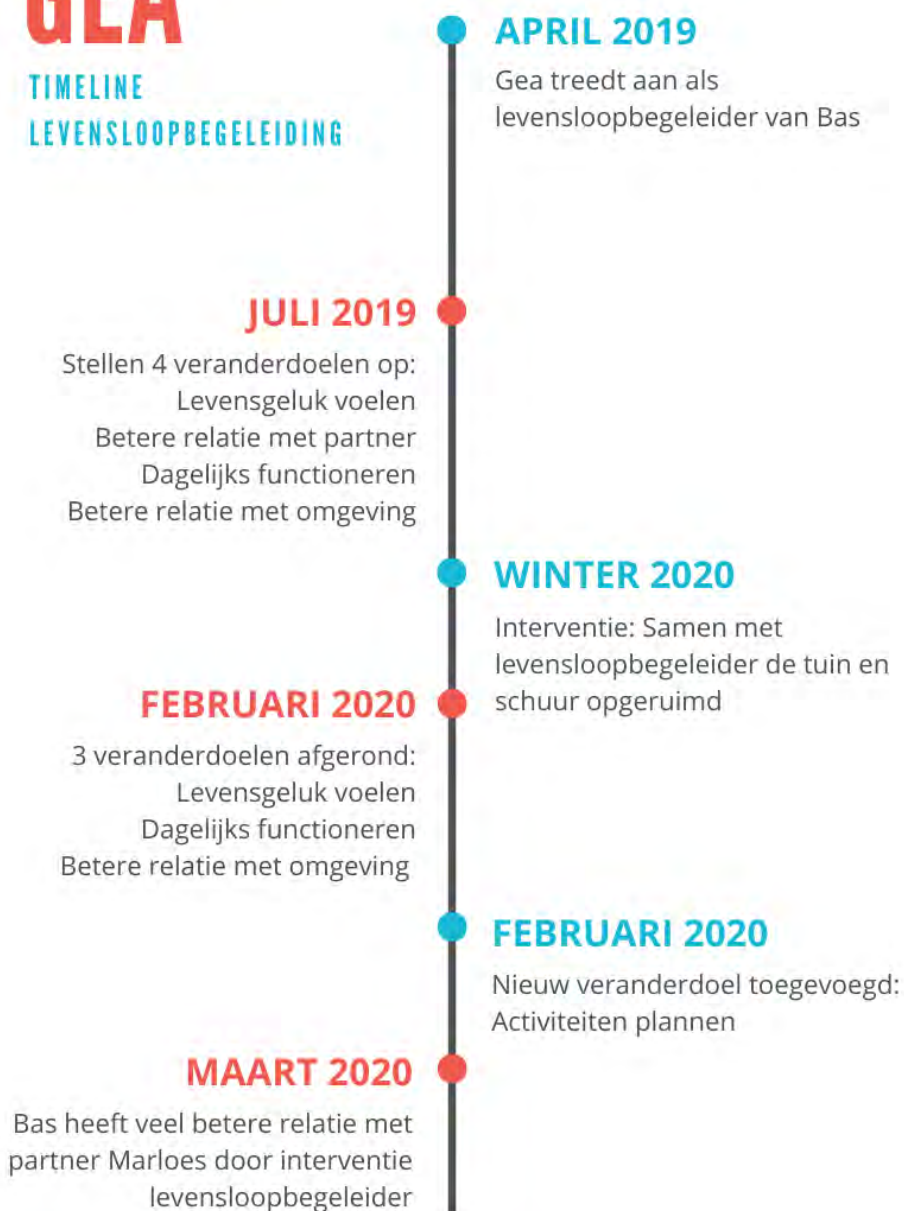 GEA
TIMELINE
LEVENSLOOPBEGELEIDING
APRIL 2019
Gea treedt aan als
levensloopbegeleider van Bas
JULI 2019
Stellen 4 veranderdoelen op:
Levensgeluk voelen
Betere relatie met partner
Dagelijks functioneren
Betere relatie met omgeving
WINTER 2020
Interventie: Samen met
levensloopbegeleider de tuin en
schuur opgeruimd
FEBRUARI 2020
3 veranderdoelen afgerond:
Levensgeluk voelen
Dagelijks functioneren
Betere relatie met omgeving
FEBRUARI 2020
Nieuw veranderdoel toegevoegd:
Activiteiten plannen
MAART 2020
Bas heeft veel betere relatie met
partner Marloes door interventie
levensloopbegeleider